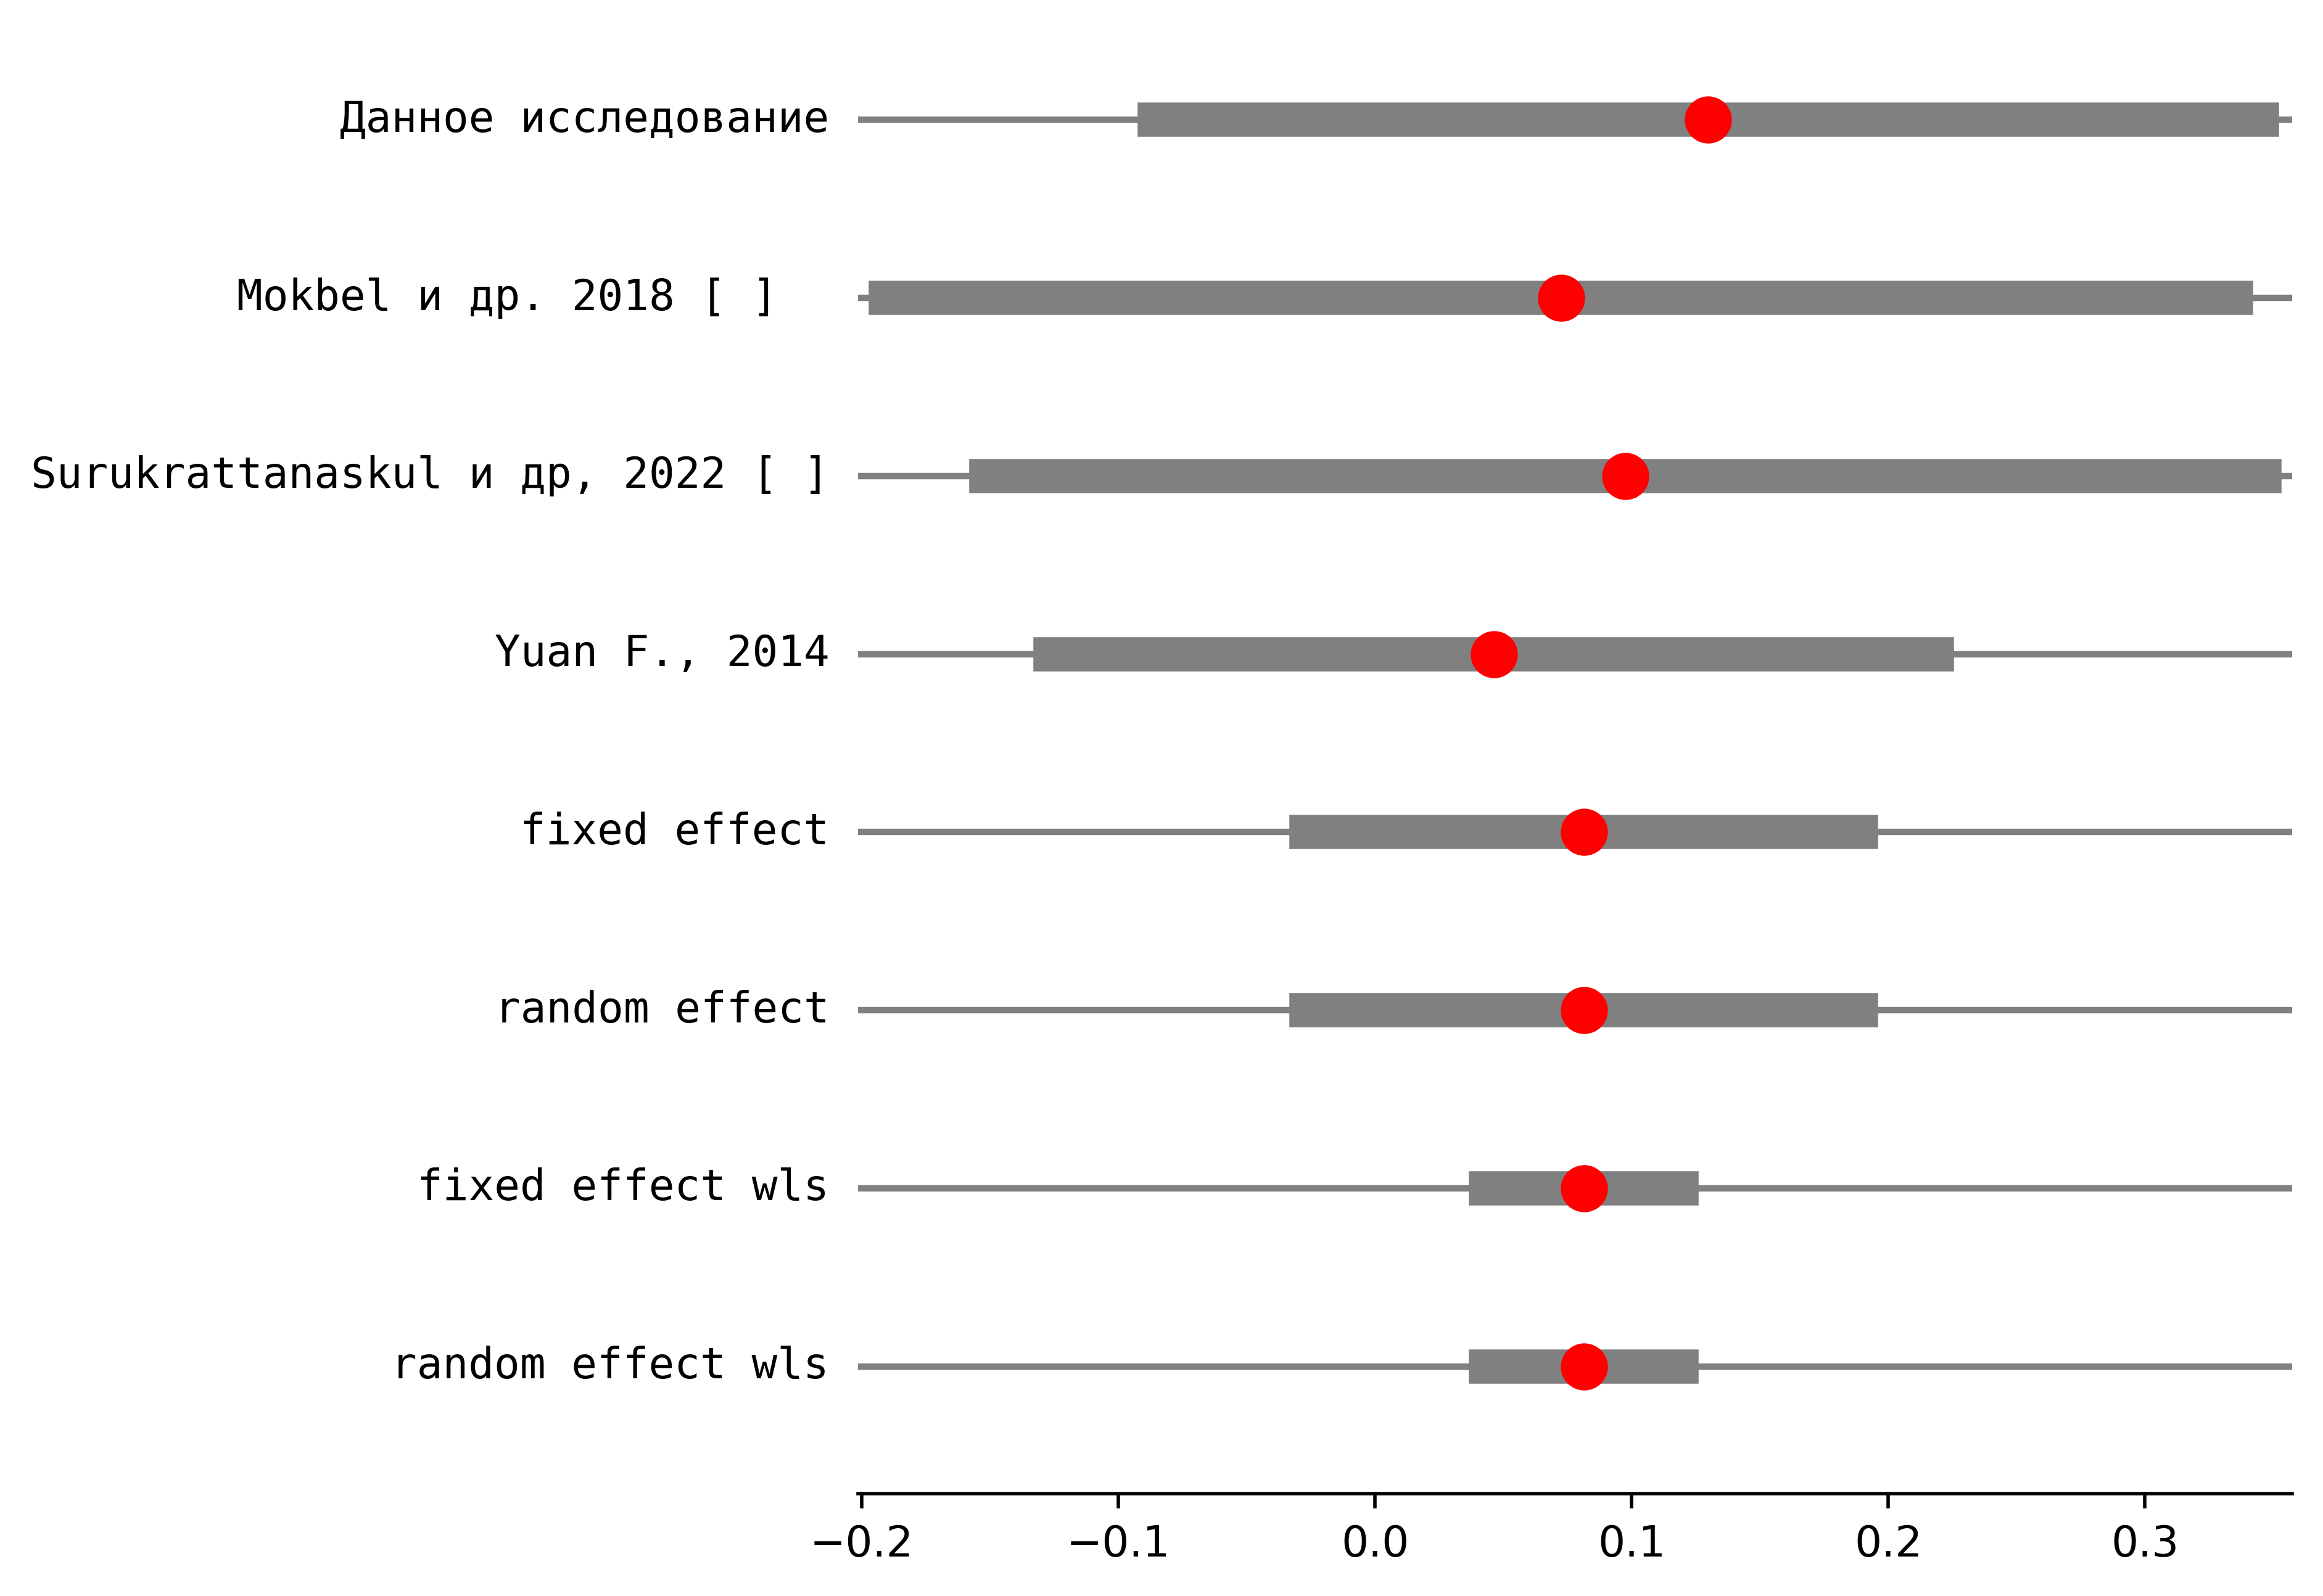 Данное исследование
Mokbel и др. 2018 [ ]
Surukrattanaskul и др, 2022 [ ]
Yuan F., 2014
fixed effect
random effect
fixed effect wls
random effect wls
−0.2 −0.1 0.0 0.1 0.2 0.3